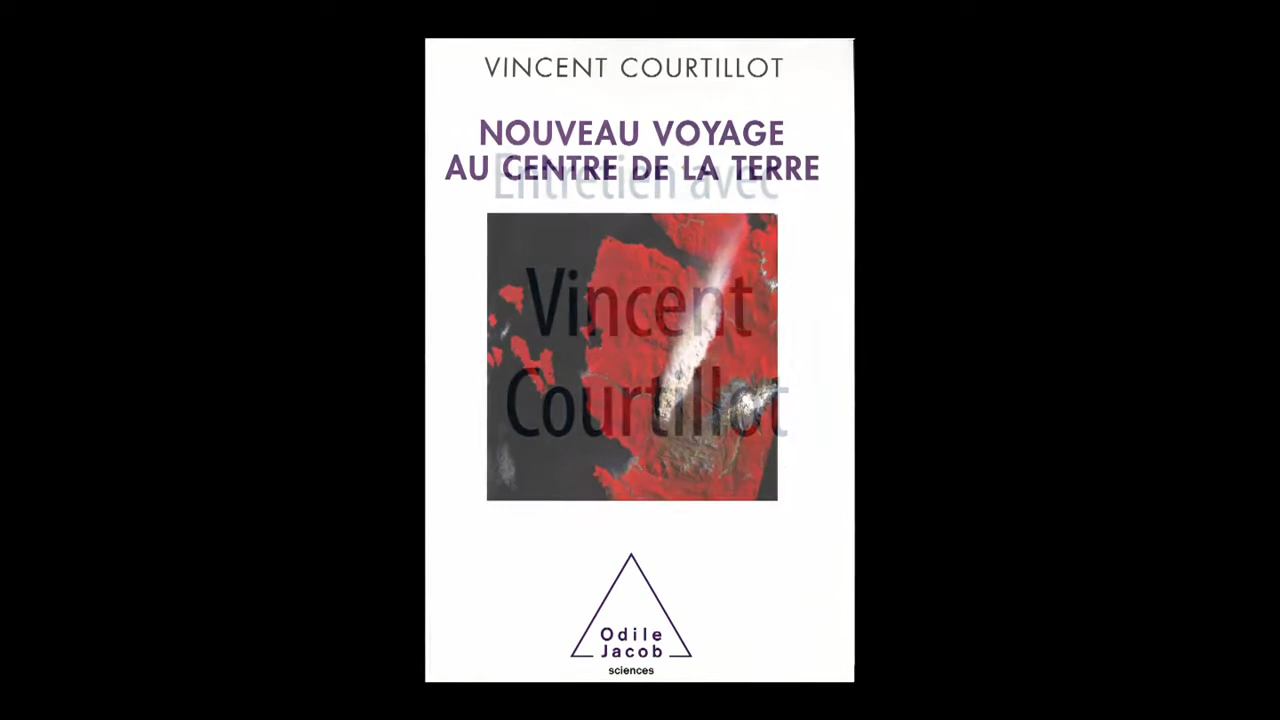 VINCENT COURTILLOT
NOUVEAU VOYAGE
AU CENTRE DE LA TERRE
Entretien avec
Vincent
Courtillot
Odile
Jacob
sciences